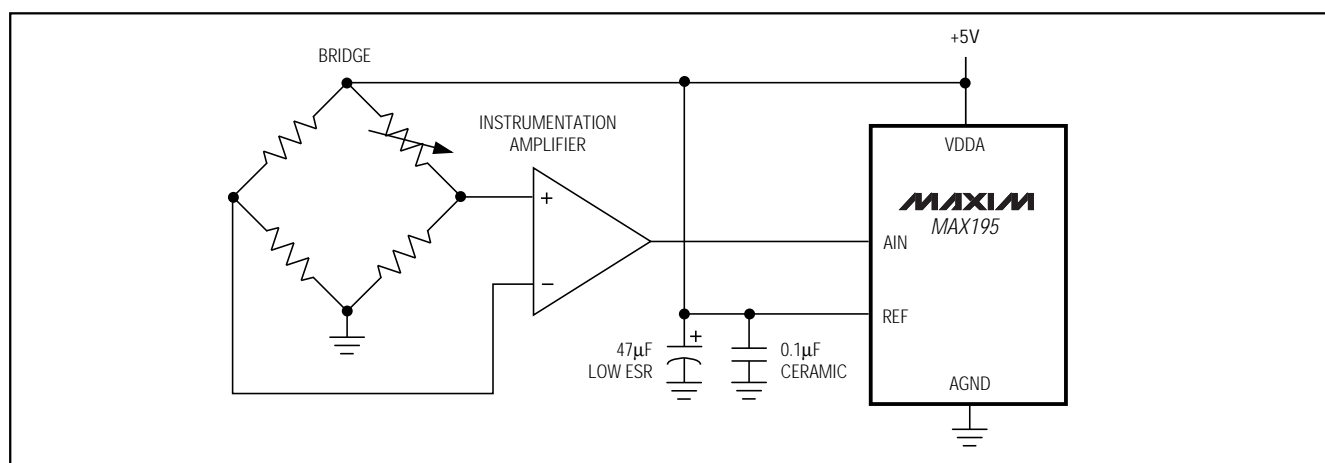 +5V
BRIDGE
INSTRUMENTATION
AMPLIFIER
+
−
VDDA
MAXIM
MAX195
AIN
REF
+
47μF
LOW ESR
0.1μF
CERAMIC
AGND